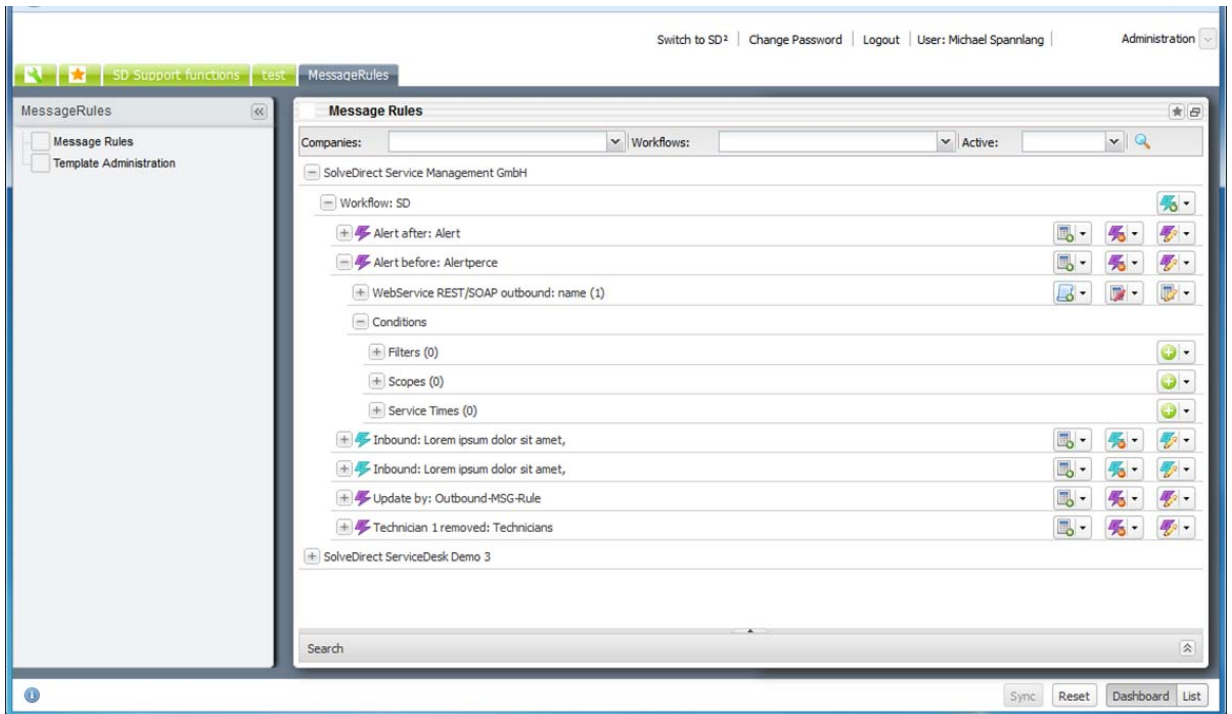 Switch to SD² | Change Password | Logout | User: Michael Spannlang | Administration
SD Support functions test MessageRules
MessageRules
Message Rules
Template Administration
Message Rules
Companies: Workflows: Active:
SolveDirect Service Management GmbH
Workflow: SD
Alert after: Alert
Alert before: Alertperce
WebService REST/SOAP outbound: name (1)
Conditions
Filters (0)
Scopes (0)
Service Times (0)
Inbound: Lorem ipsum dolor sit amet,
Inbound: Lorem ipsum dolor sit amet,
Update by: Outbound-MSG-Rule
Technician 1 removed: Technicians
SolveDirect ServiceDesk Demo 3
Search
Sync Reset Dashboard List